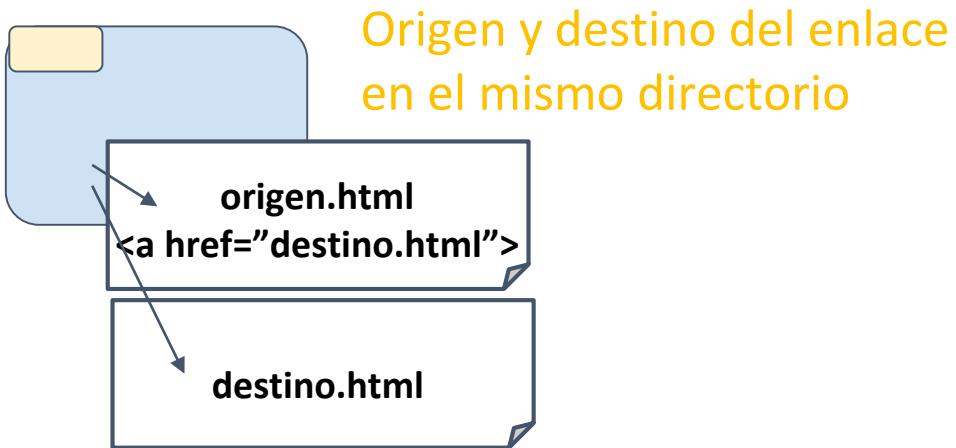 Origen y destino del enlace
en el mismo directorio
origen.html
<a href=”destino.html”>
destino.html